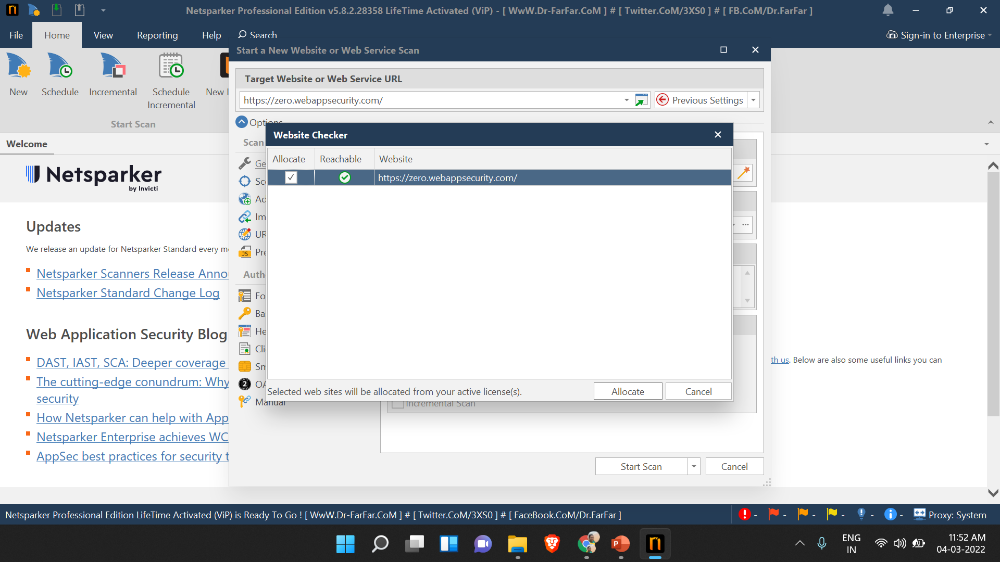 Netsparker Professional Edition v5.8.2.28358 LifeTime Activated (ViP) - [ WwW.Dr-FarFar.CoM ] # [ Twitter.CoM/3XS0 ] # [ FB.CoM/Dr.FarFar ]
File Home View Reporting Help Search Sign-in to Enterprise
Start a New Website or Web Service Scan
New Schedule Incremental Schedule Incremental New
Start Scan
Target Website or Web Service URL
https://zero.webappsecurity.com/ Previous Settings
Options
Website Checker
Allocate Reachable Website
https://zero.webappsecurity.com/
Selected web sites will be allocated from your active license(s). Allocate Cancel
Scan
Ge
Sc
Ad
Im
UR
JS Pre
Auth
Fo
Ba
He
Cli
Sm
2 OA
Manual
Incremental Scan
Start Scan Cancel
Welcome
Netsparker
by Invicti
Updates
We release an update for Netsparker Standard every m
Netsparker Scanners Release Anno
Netsparker Standard Change Log
Web Application Security Blog
DAST, IAST, SCA: Deeper coverage
The cutting-edge conundrum: Why
security
How Netsparker can help with App
Netsparker Enterprise achieves WC
AppSec best practices for security t
th us. Below are also some useful links you can
Netsparker Professional Edition LifeTime Activated (ViP) is Ready To Go ! [ WwW.Dr-FarFar.CoM ] # [ Twitter.CoM/3XS0 ] # [ FaceBook.CoM/Dr.FarFar ]
- - - - - - Proxy: System
ENG
IN
11:52 AM
04-03-2022